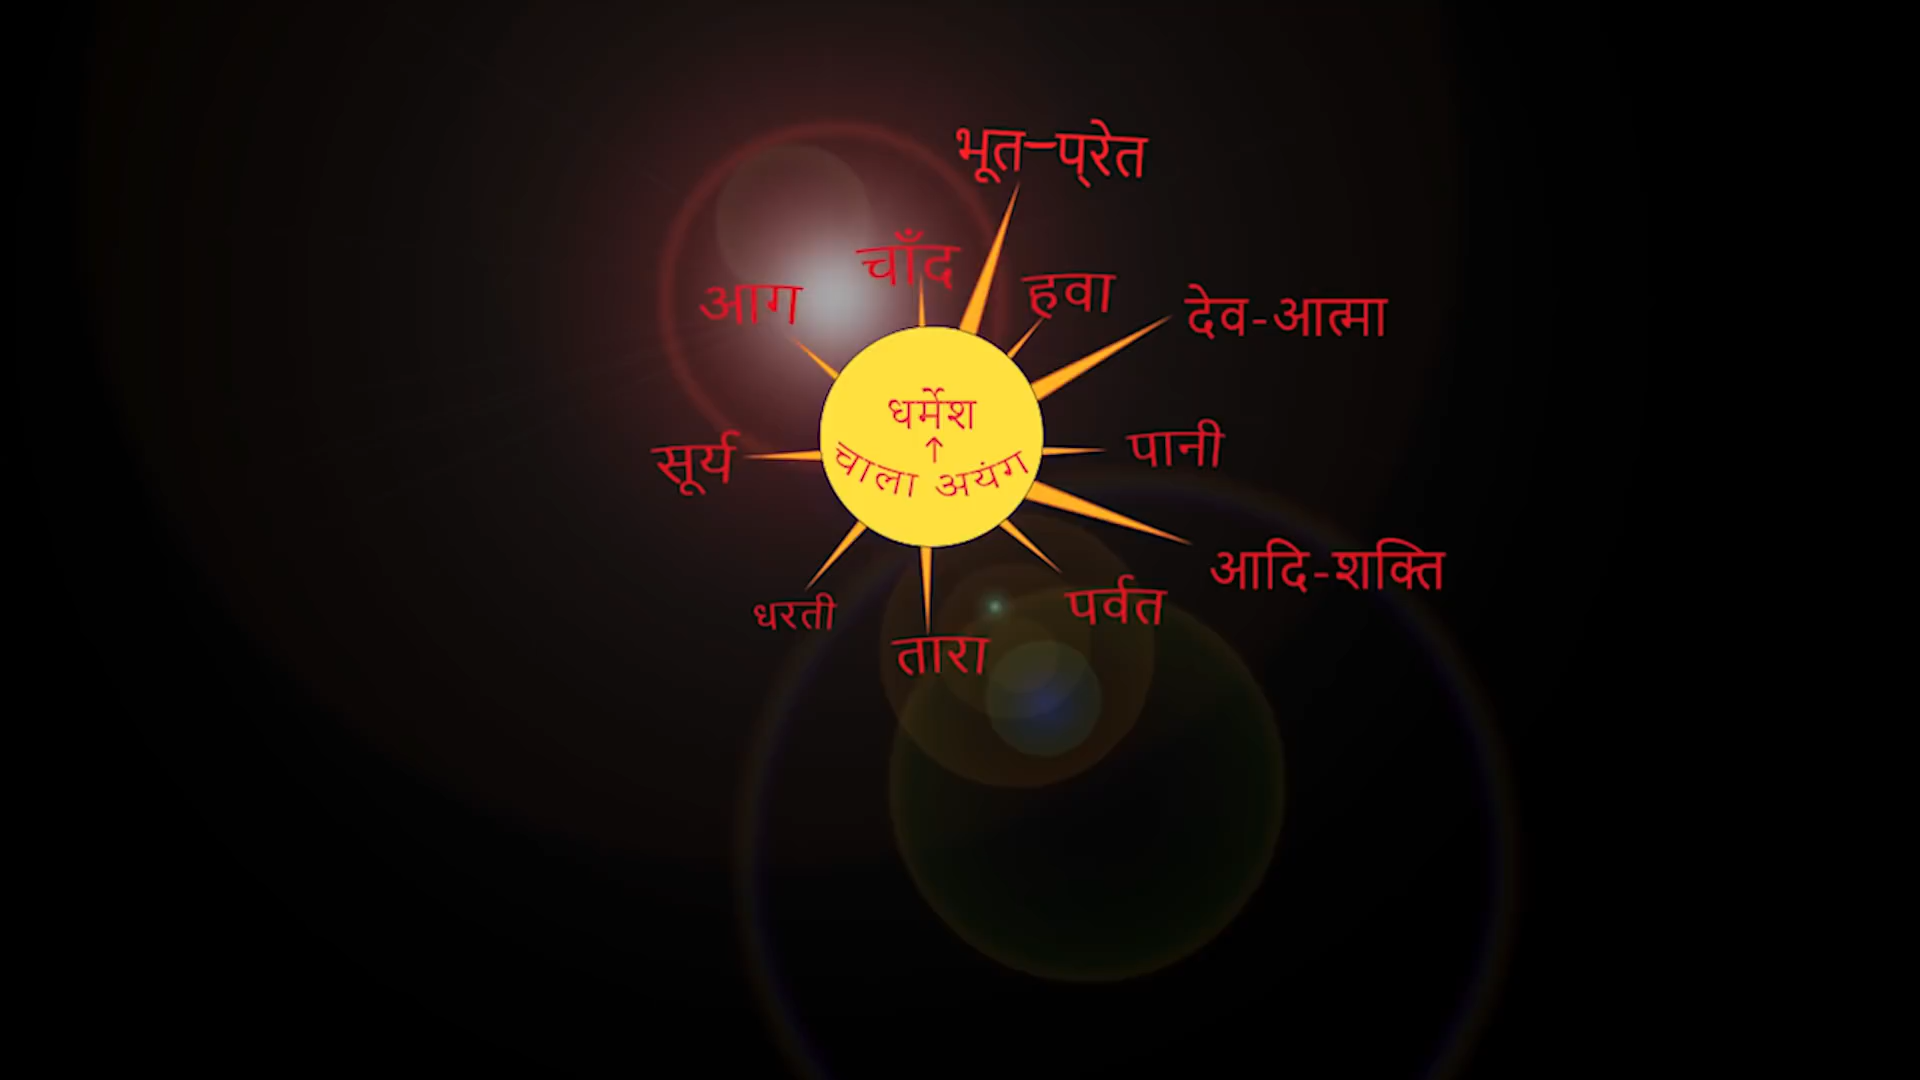 भूत-प्रेत
चाँद
हवा
आग
देव-आत्मा
धर्मेश
↑
चाला अयंग
पानी
सूर्य
आदि-शक्ति
पर्वत
धरती
तारा